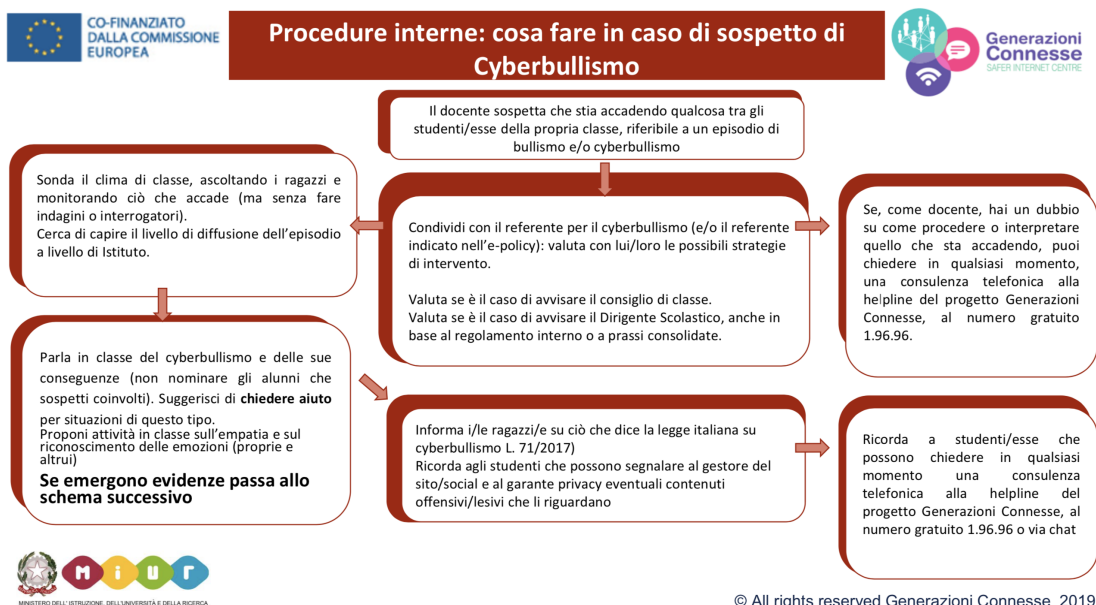 CO-FINANZIATO
DALLA COMMISSIONE
EUROPEA
Procedure interne: cosa fare in caso di sospetto di
Cyberbullismo
Generazioni
Connesse
SAFER INTERNET CENTRE
Il docente sospetta che stia accadendo qualcosa tra gli
studenti/esse della propria classe, riferibile a un episodio di
bullismo e/o cyberbullismo
Sonda il clima di classe, ascoltando i ragazzi e
monitorando ciò che accade (ma senza fare
indagini o interrogatori).
Cerca di capire il livello di diffusione dell'episodio
a livello di Istituto.
Condividi con il referente per il cyberbullismo (e/o il referente
indicato nell'e-policy): valuta con lui/loro le possibili strategie
di intervento.
Valuta se è il caso di avvisare il consiglio di classe.
Valuta se è il caso di avvisare il Dirigente Scolastico, anche in
base al regolamento interno o a prassi consolidate.
Se, come docente, hai un dubbio
su come procedere o interpretare
quello che sta accadendo, puoi
chiedere in qualsiasi momento,
una consulenza telefonica alla
helpline del progetto Generazioni
Connesse, al numero gratuito
1.96.96.
Parla in classe del cyberbullismo e delle sue
conseguenze (non nominare gli alunni che
sospetti coinvolti). Suggerisci di chiedere aiuto
per situazioni di questo tipo.
Proponi attività in classe sull'empatia e sul
riconoscimento delle emozioni (proprie e
altrui)
Se emergono evidenze passa allo
schema successivo
Informa i/le ragazzi/e su ciò che dice la legge italiana su
cyberbullismo L. 71/2017)
Ricorda agli studenti che possono segnalare al gestore del
sito/social e al garante privacy eventuali contenuti
offensivi/lesivi che li riguardano
Ricorda a studenti/esse che
possono chiedere in qualsiasi
momento una consulenza
telefonica alla helpline del
progetto Generazioni Connesse, al
numero gratuito 1.96.96 o via chat
miur
MINISTERO DELL' ISTRUZIONE, DELL'UNIVERSITÀ E DELLA RICERCA
© All rights reserved Generazioni Connesse, 2019